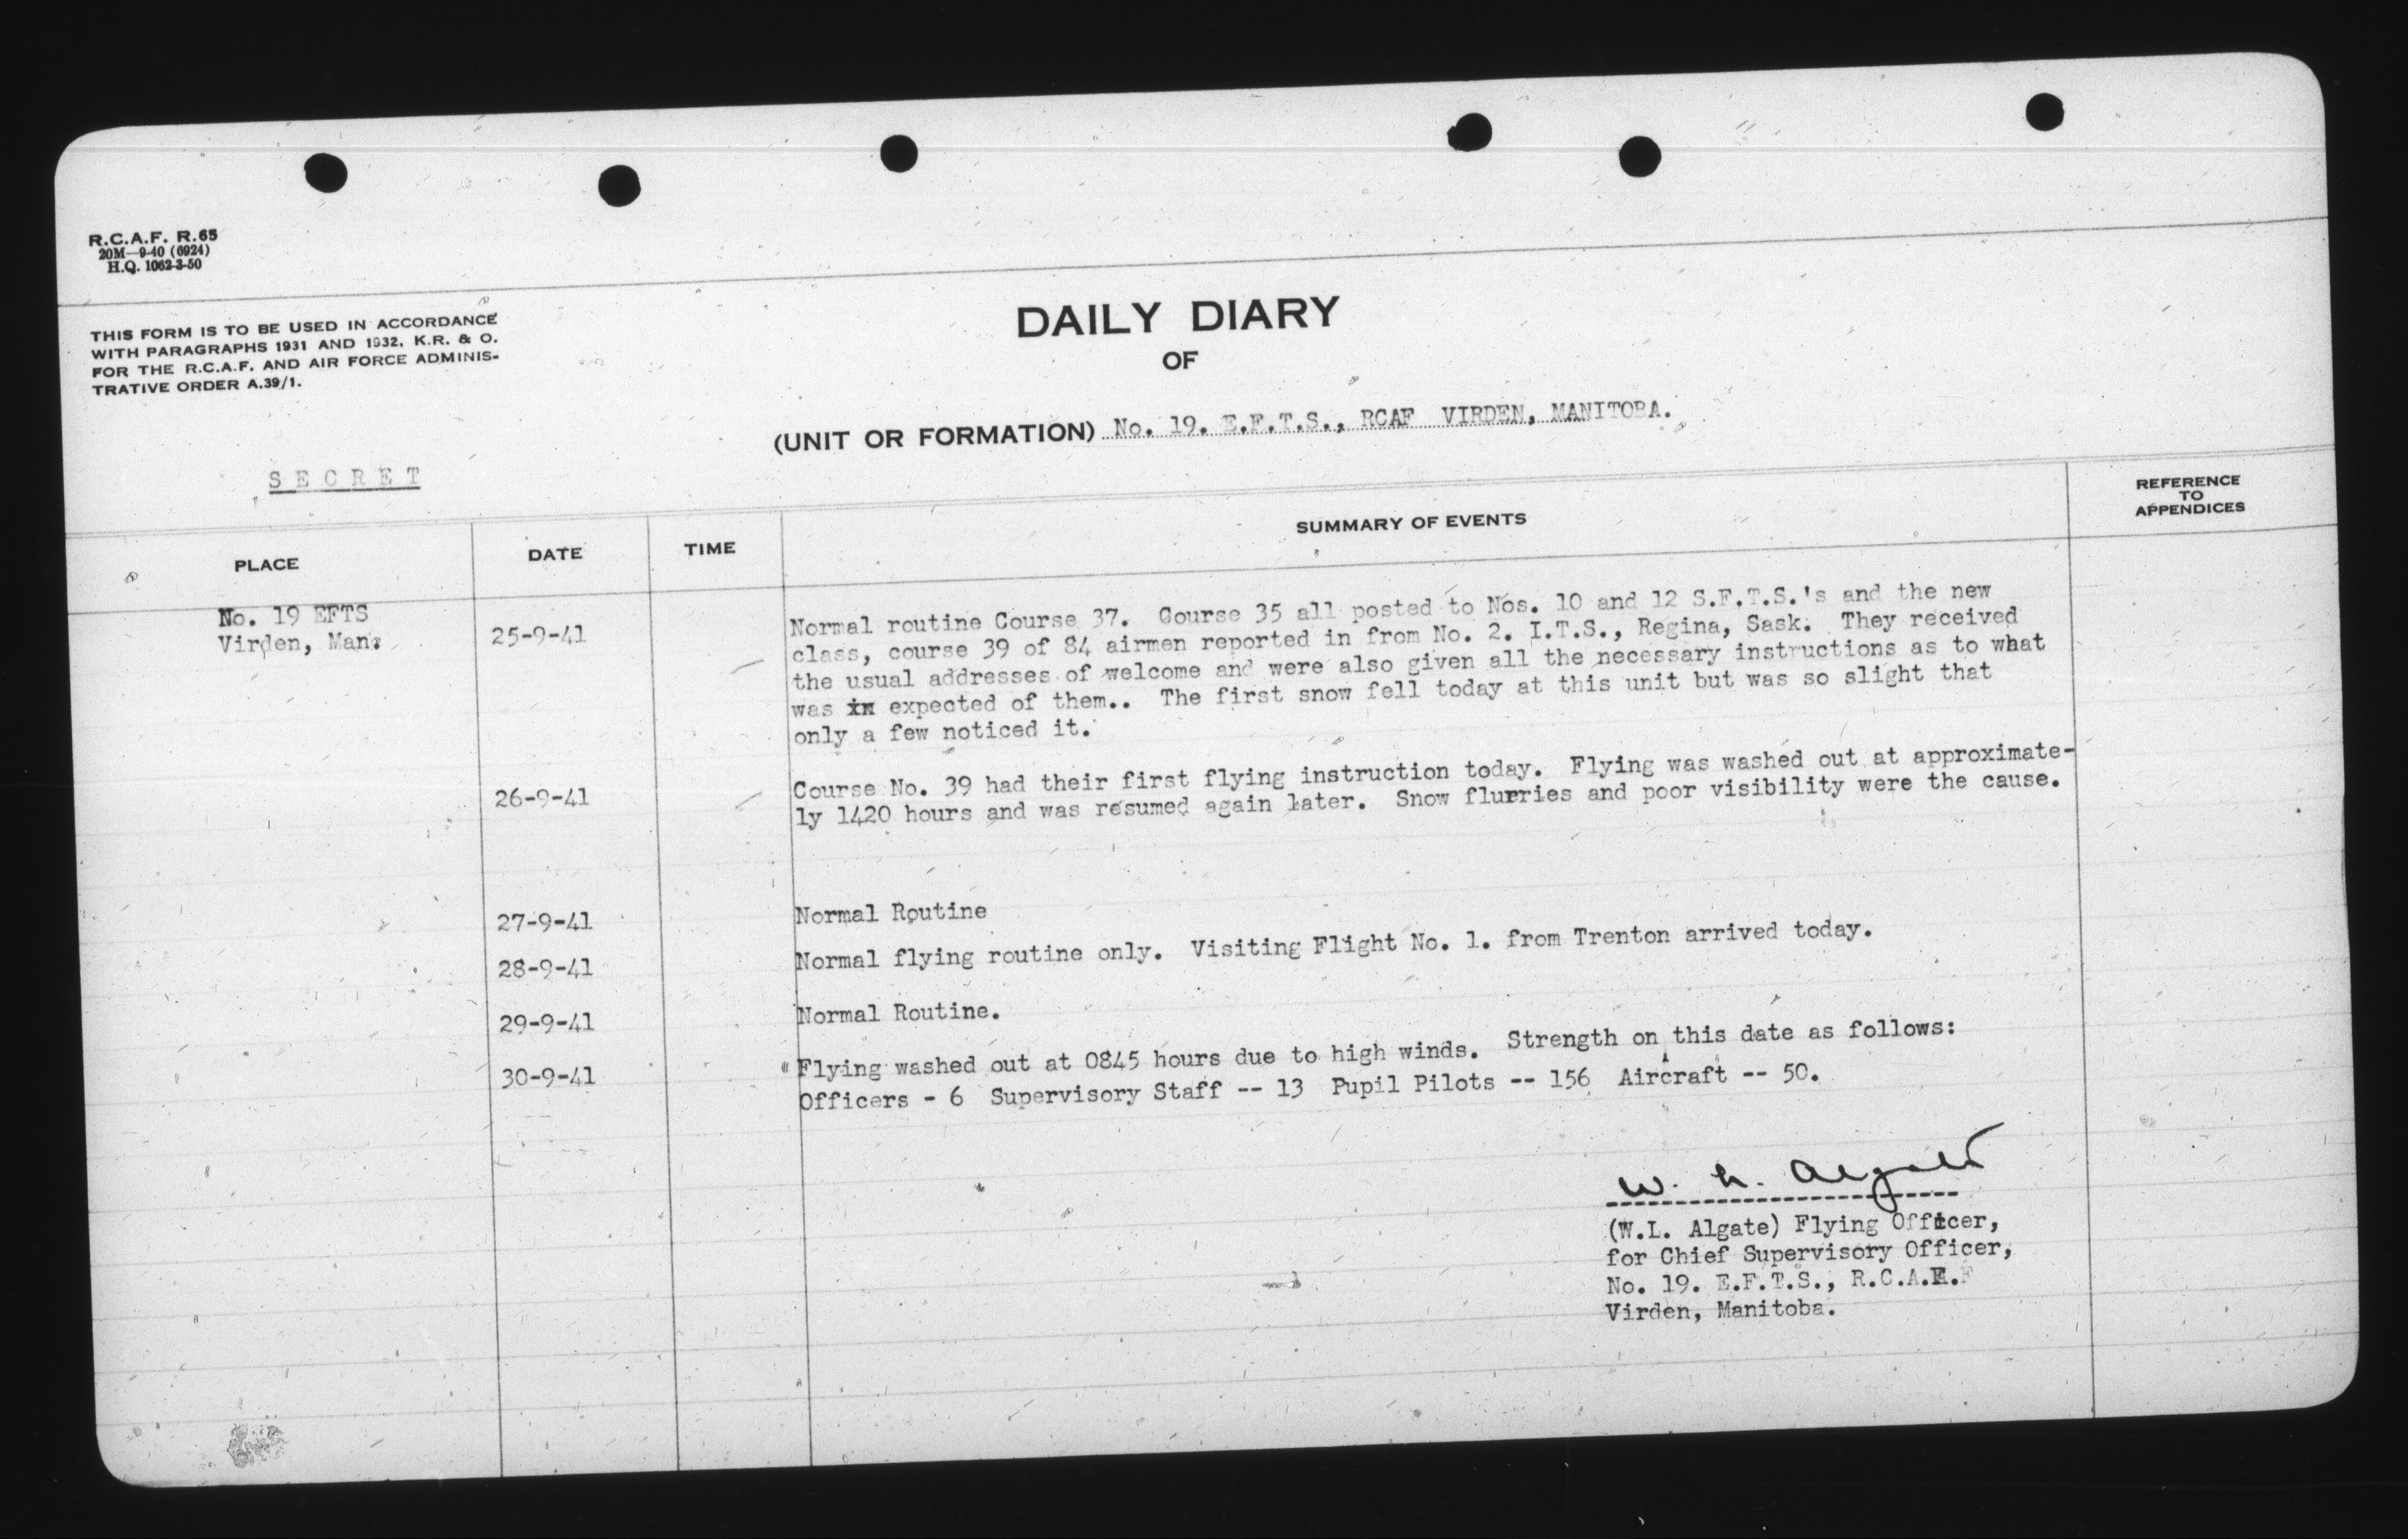 R.C.A.F. R.65
20M—9-40 (6924)
H.Q. 1062-3-50
THIS FORM IS TO BE USED IN ACCORDANCE
WITH PARAGRAPHS 1931 AND 1932, K.R. & O.
FOR THE R.C.A.F. AND AIR FORCE ADMINIS-
TRATIVE ORDER A.39/1.
DAILY DIARY
OF
(UNIT OR FORMATION) No. 19. E.F.T.S., RCAF VIRDEN, MANITOBA.
S E C R E T
PLACE DATE TIME SUMMARY OF EVENTS REFERENCE
TO
APPENDICES
No. 19 EFTS
Virden, Man.
25-9-41
Normal routine Course 37. Course 35 all posted to Nos. 10 and 12 S.F.T.S.'s and the new
class, course 39 of 84 airmen reported in from No. 2. I.T.S., Regina, Sask. They received
the usual addresses of welcome and were also given all the necessary instructions as to what
was expected of them.. The first snow fell today at this unit but was so slight that
only a few noticed it.
26-9-41
Course No. 39 had their first flying instruction today. Flying was washed out at approximate-
ly 1420 hours and was resumed again later. Snow flurries and poor visibility were the cause.
27-9-41 Normal Routine
28-9-41 Normal flying routine only. Visiting Flight No. 1. from Trenton arrived today.
29-9-41 Normal Routine.
30-9-41 Flying washed out at 0845 hours due to high winds. Strength on this date as follows:
Officers - 6 Supervisory Staff -- 13 Pupil Pilots -- 156 Aircraft -- 50.
W. L. Algate
(W.L. Algate) Flying Officer,
for Chief Supervisory Officer,
No. 19. E.F.T.S., R.C.A.F.
Virden, Manitoba.